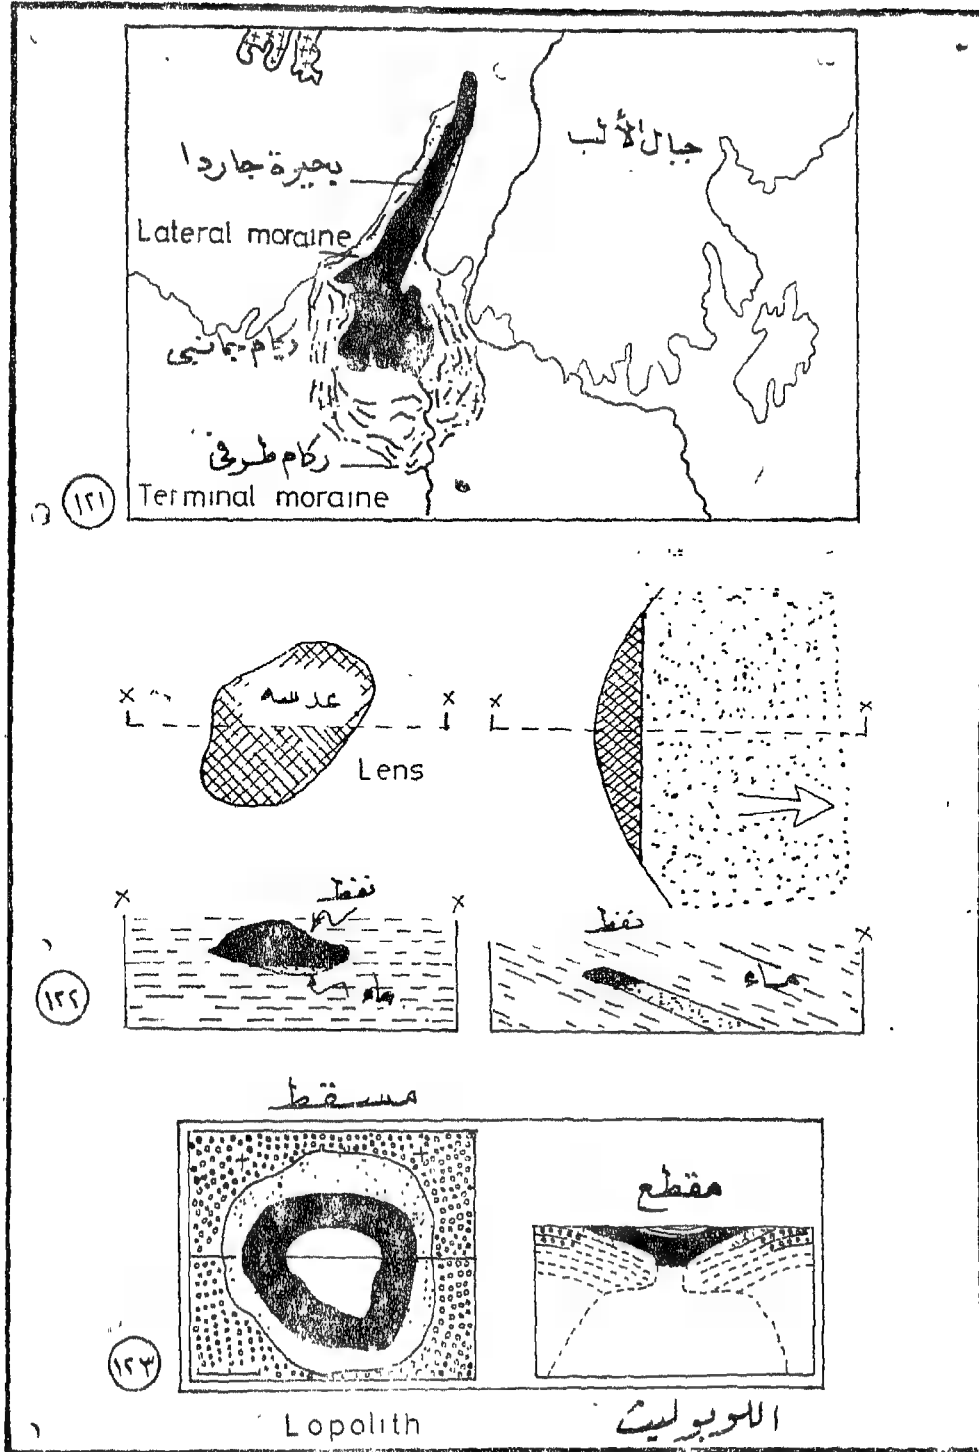 جبال الألب
بحيرة جاردا
Lateral moraine
ركام جانبي
ركام طرفي
Terminal moraine
١٢١
x x x x
عدسه
Lens
x x x
نفط
نفط
ماء
ماء
١٢٢
مسقط
مقطع
١٢٣
Lopolith
اللوبوليث